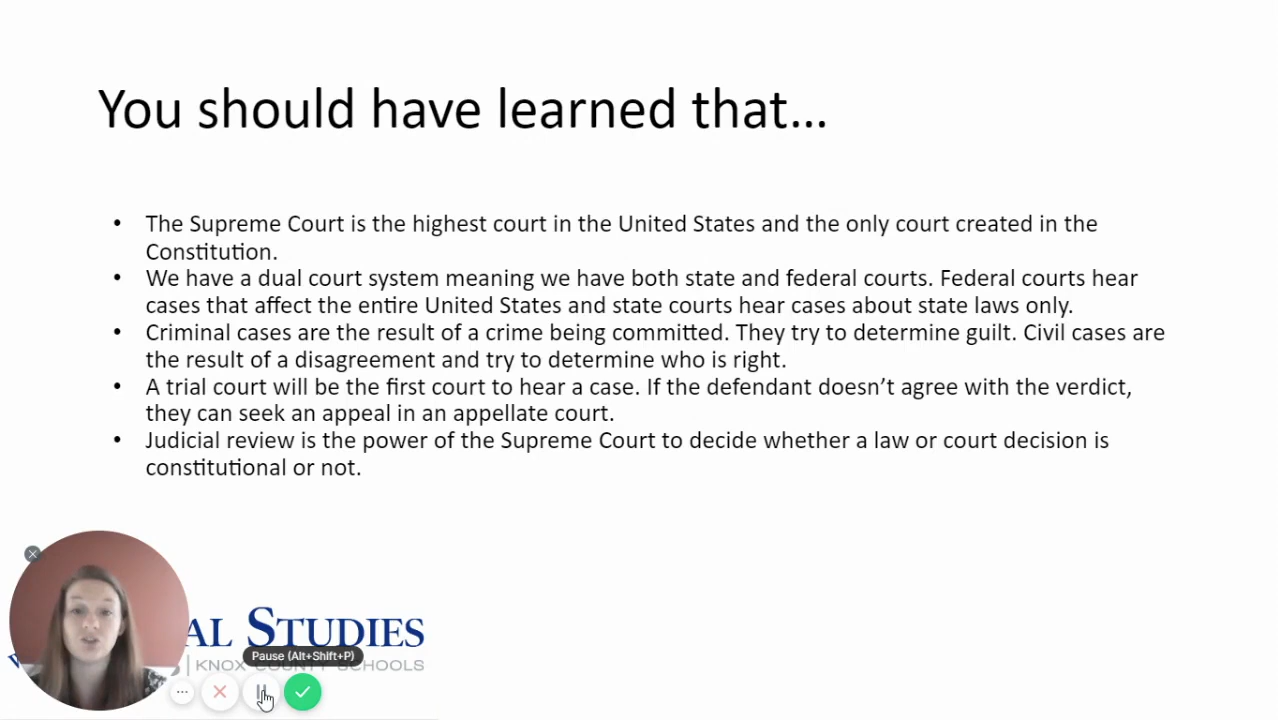 You should have learned that...
• The Supreme Court is the highest court in the United States and the only court created in the
Constitution.
• We have a dual court system meaning we have both state and federal courts. Federal courts hear
cases that affect the entire United States and state courts hear cases about state laws only.
• Criminal cases are the result of a crime being committed. They try to determine guilt. Civil cases are
the result of a disagreement and try to determine who is right.
• A trial court will be the first court to hear a case. If the defendant doesn’t agree with the verdict,
they can seek an appeal in an appellate court.
• Judicial review is the power of the Supreme Court to decide whether a law or court decision is
constitutional or not.
AL STUDIES
Pause (Alt+Shift+P)
KNOX COUNTY SCHOOLS